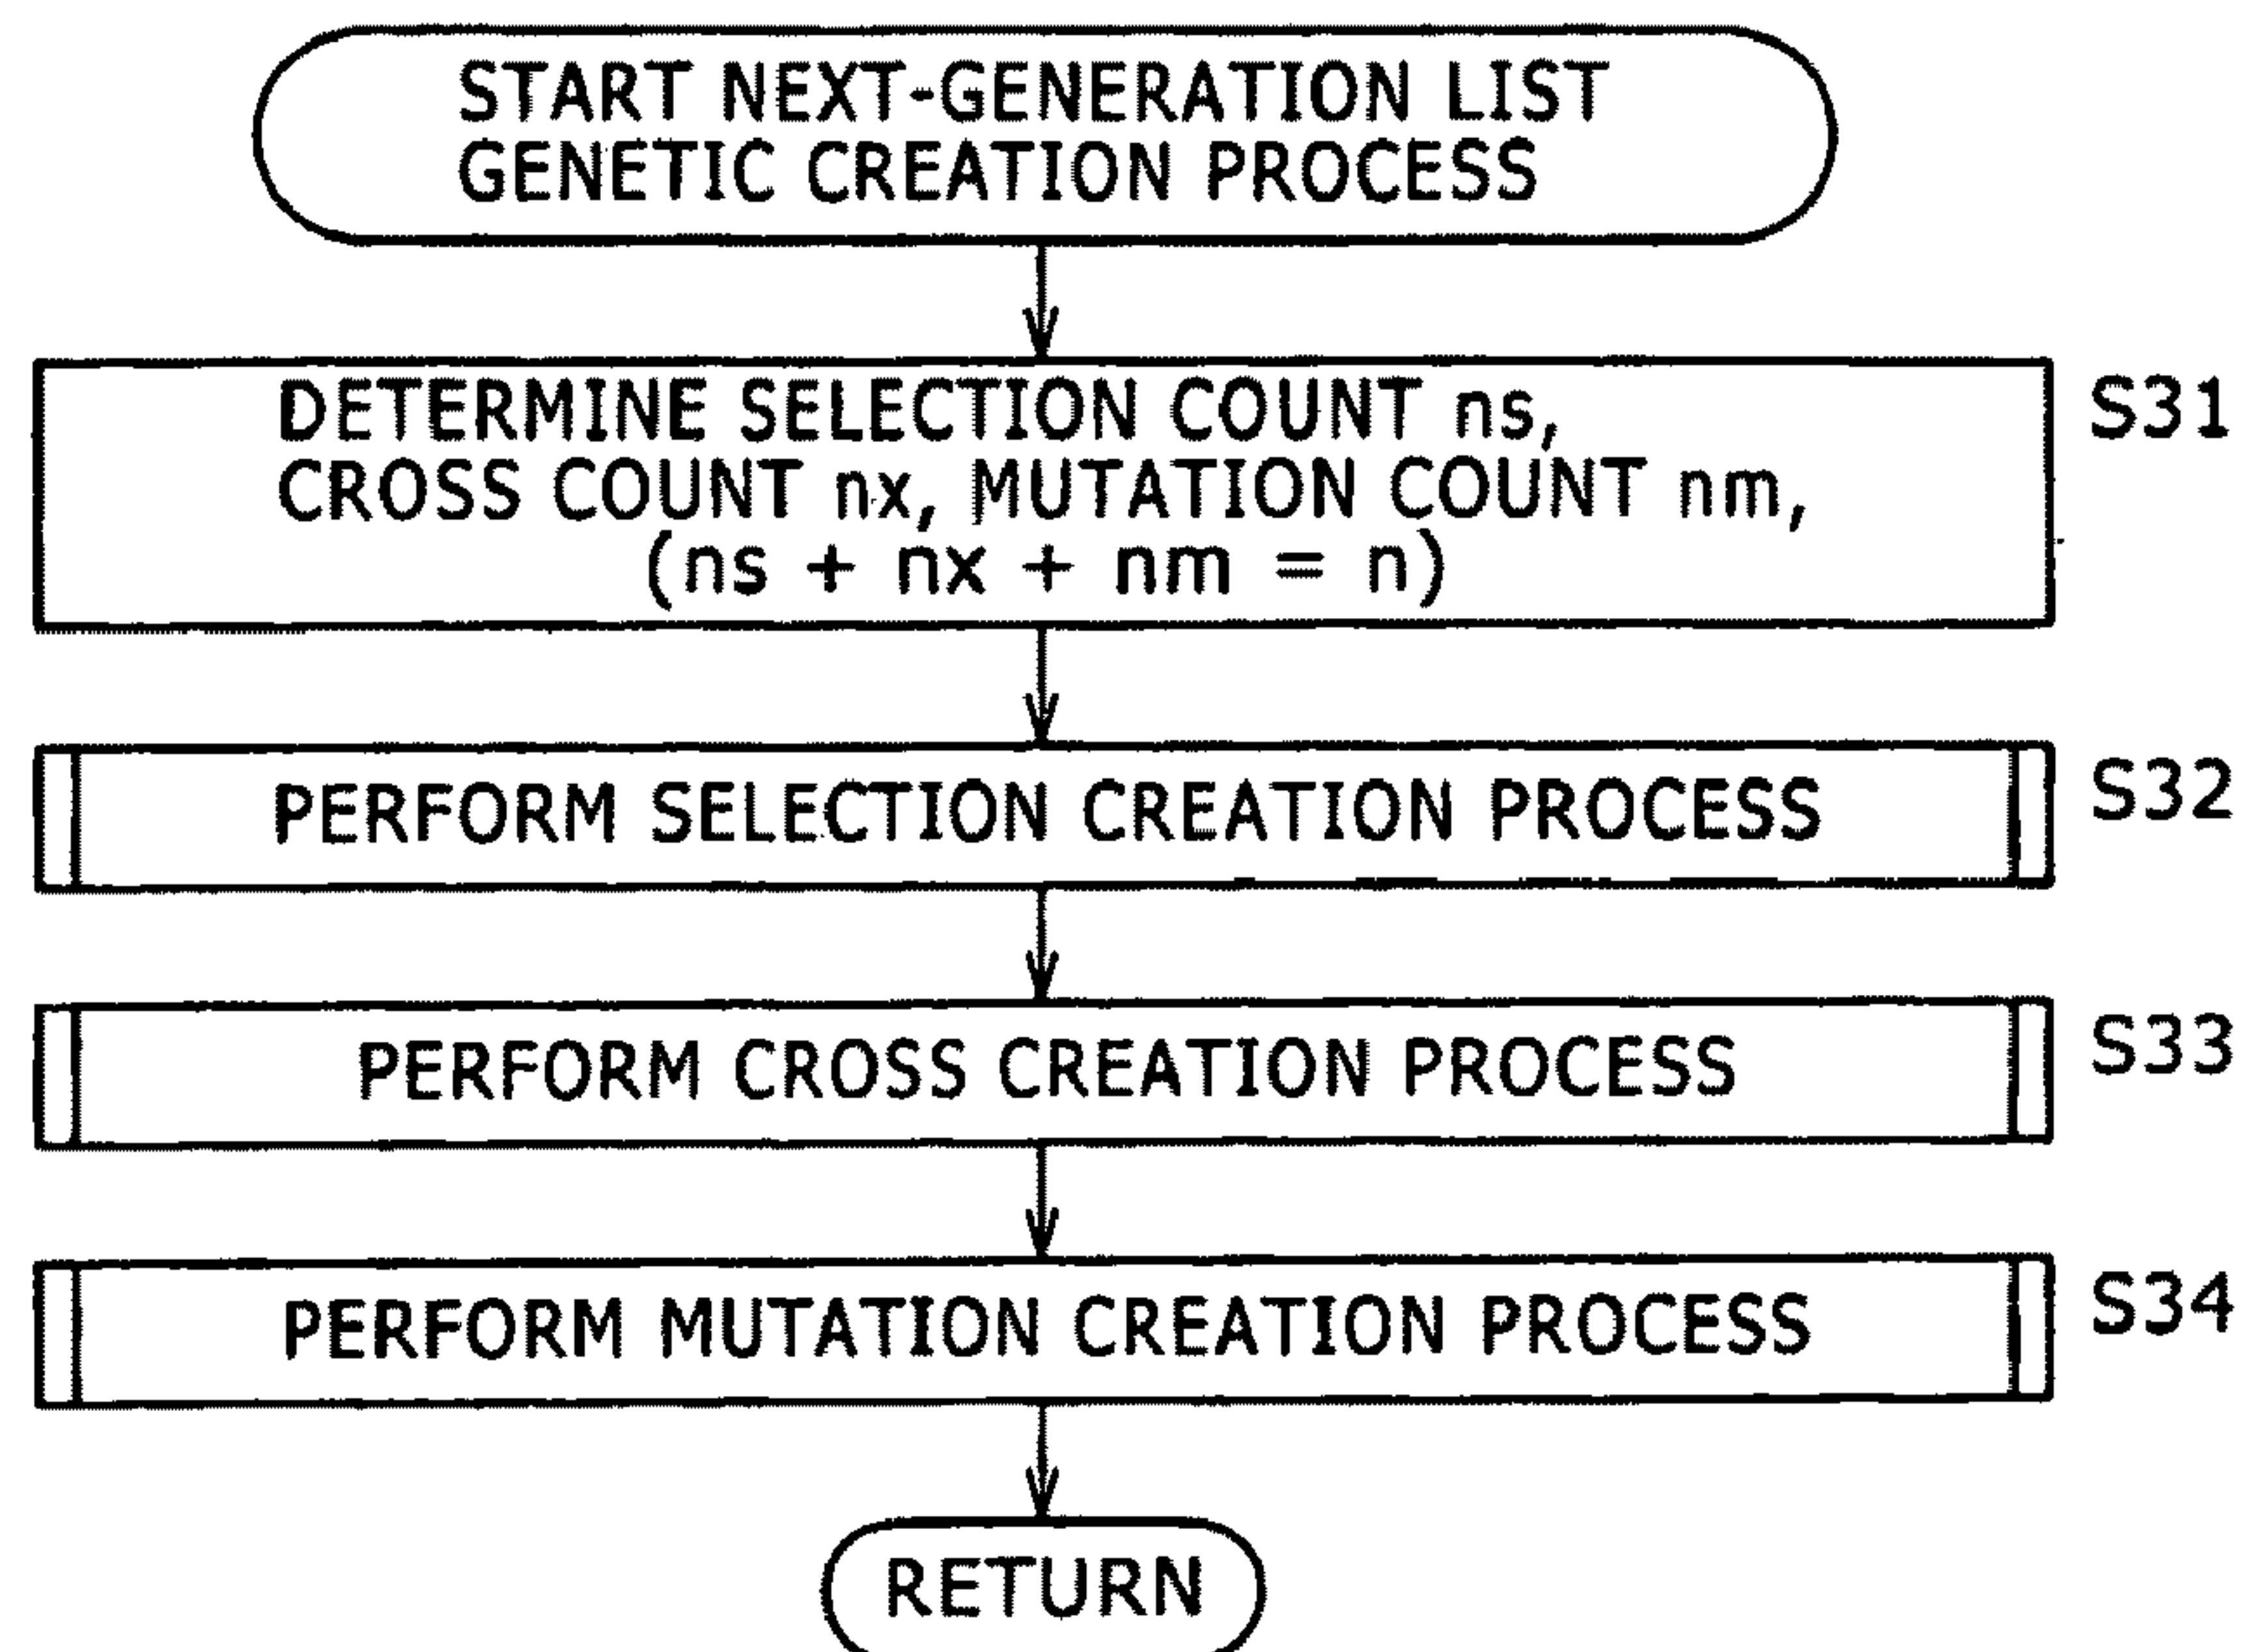 START NEXT-GENERATION LIST
GENETIC CREATION PROCESS
DETERMINE SELECTION COUNT ns,
CROSS COUNT nx, MUTATION COUNT nm,
(ns + nx + nm = n)
S31
PERFORM SELECTION CREATION PROCESS
S32
PERFORM CROSS CREATION PROCESS
S33
PERFORM MUTATION CREATION PROCESS
S34
RETURN